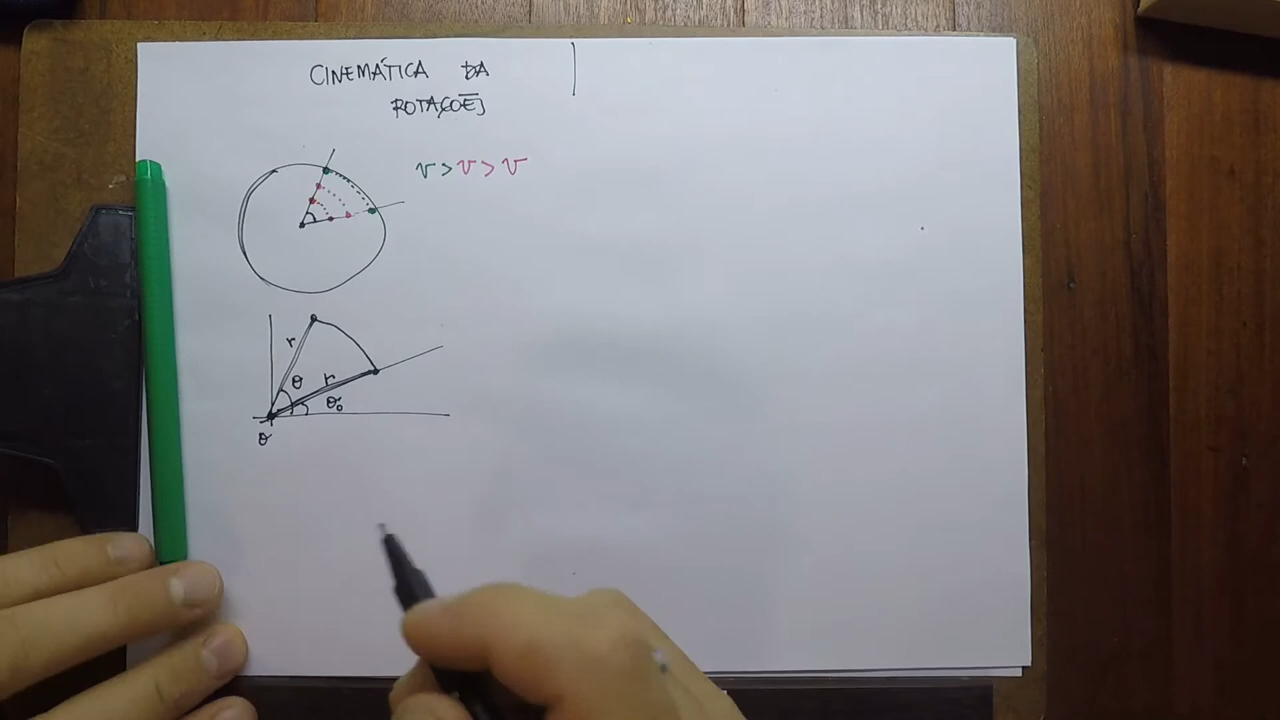 CINEMÁTICA DA
ROTAÇÕES
v > v > v
r
θ
r
θ₀
O